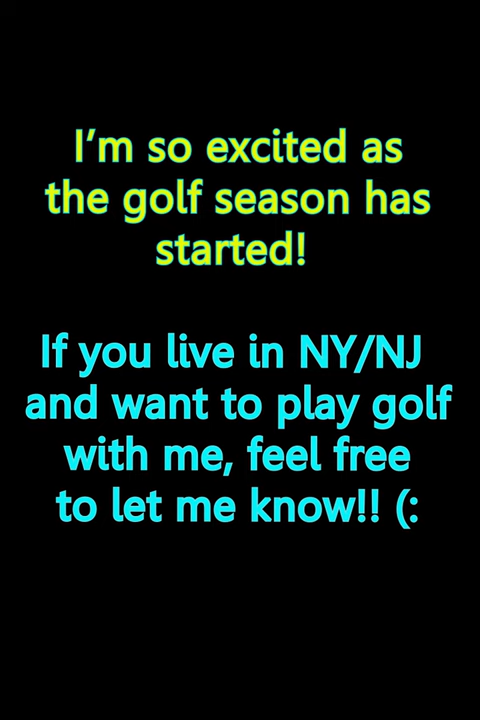 I’m so excited as
the golf season has
started!
If you live in NY/NJ
and want to play golf
with me, feel free
to let me know!! (: